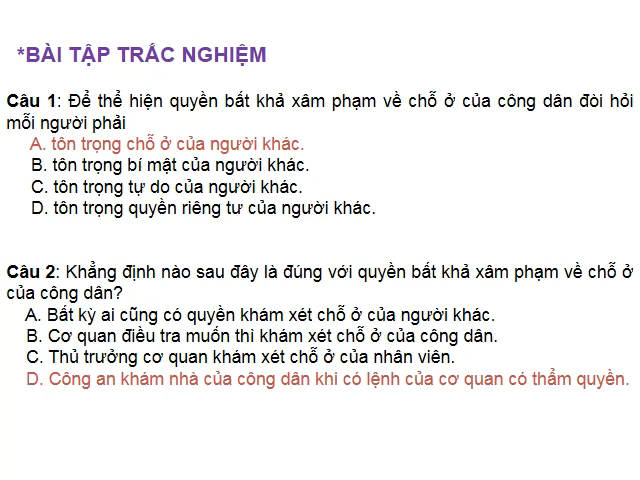 *BÀI TẬP TRẮC NGHIỆM
Câu 1: Để thể hiện quyền bất khả xâm phạm về chỗ ở của công dân đòi hỏi
mỗi người phải
A. tôn trọng chỗ ở của người khác.
B. tôn trọng bí mật của người khác.
C. tôn trọng tự do của người khác.
D. tôn trọng quyền riêng tư của người khác.
Câu 2: Khẳng định nào sau đây là đúng với quyền bất khả xâm phạm về chỗ ở
của công dân?
A. Bất kỳ ai cũng có quyền khám xét chỗ ở của người khác.
B. Cơ quan điều tra muốn thì khám xét chỗ ở của công dân.
C. Thủ trưởng cơ quan khám xét chỗ ở của nhân viên.
D. Công an khám nhà của công dân khi có lệnh của cơ quan có thẩm quyền.